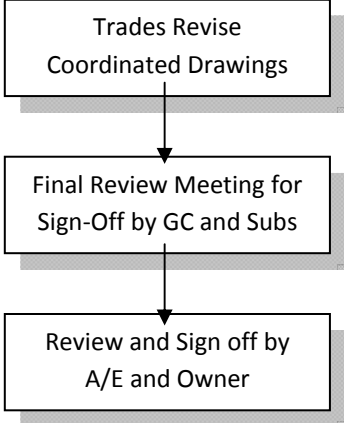 Trades Revise
Coordinated Drawings
Final Review Meeting for
Sign-Off by GC and Subs
Review and Sign off by
A/E and Owner